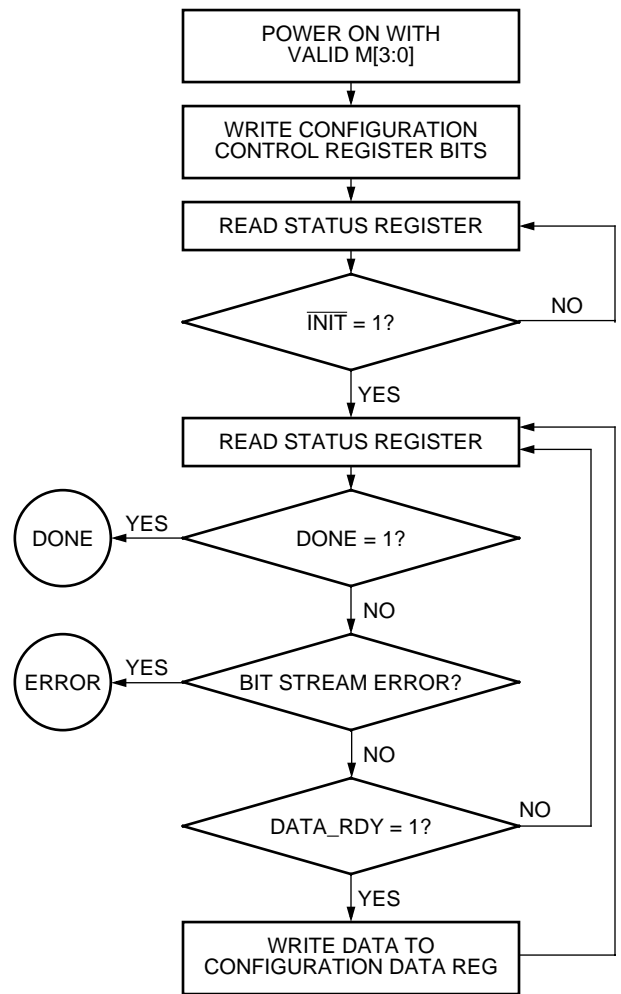 POWER ON WITH
VALID M[3:0]
WRITE CONFIGURATION
CONTROL REGISTER BITS
READ STATUS REGISTER
I̅N̅I̅T̅ = 1?
NO
YES
READ STATUS REGISTER
DONE
YES
DONE = 1?
NO
ERROR
YES
BIT STREAM ERROR?
NO
DATA_RDY = 1?
NO
YES
WRITE DATA TO
CONFIGURATION DATA REG